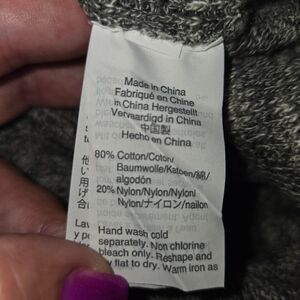 Made in China
Fabriqué en Chine
in China Hergestellt
Vervaardigd in China
中国製
Hecho en China
80% Cotton/Coton/
Baumwolle/Katoen/綿/
algodón
20% Nylon/Nylon/Nylon/
Nylon/ナイロン/nailon
Hand wash cold
separately. Non chlorine
bleach only. Reshape and
dry flat to dry. Warm iron as